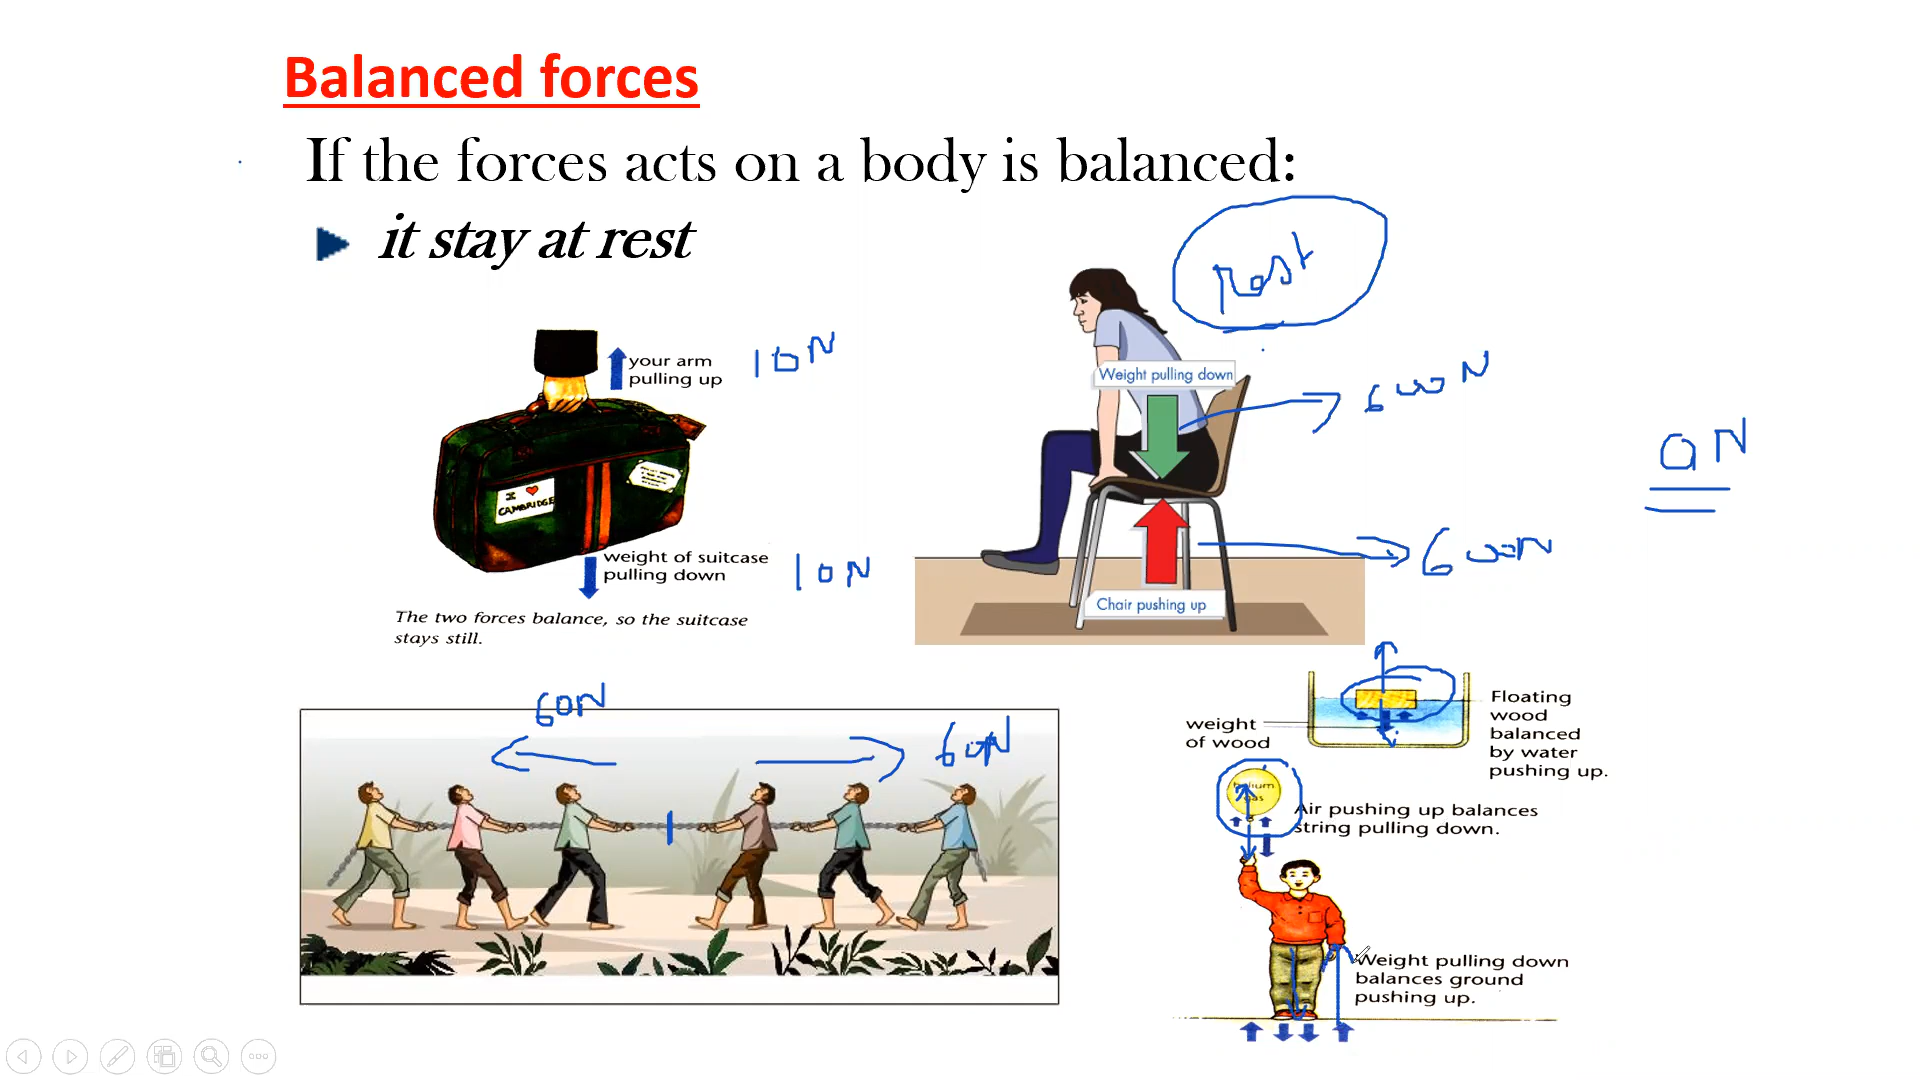 Balanced forces
If the forces acts on a body is balanced:
it stay at rest
Rest
your arm
pulling up
10N
I ♥
CAMBRIDGE
weight of suitcase
pulling down
10N
The two forces balance, so the suitcase
stays still.
Weight pulling down
600N
0N
Chair pushing up
600N
60N
60N
weight
of wood
Floating
wood
balanced
by water
pushing up.
helium
gas
Air pushing up balances
string pulling down.
Weight pulling down
balances ground
pushing up.